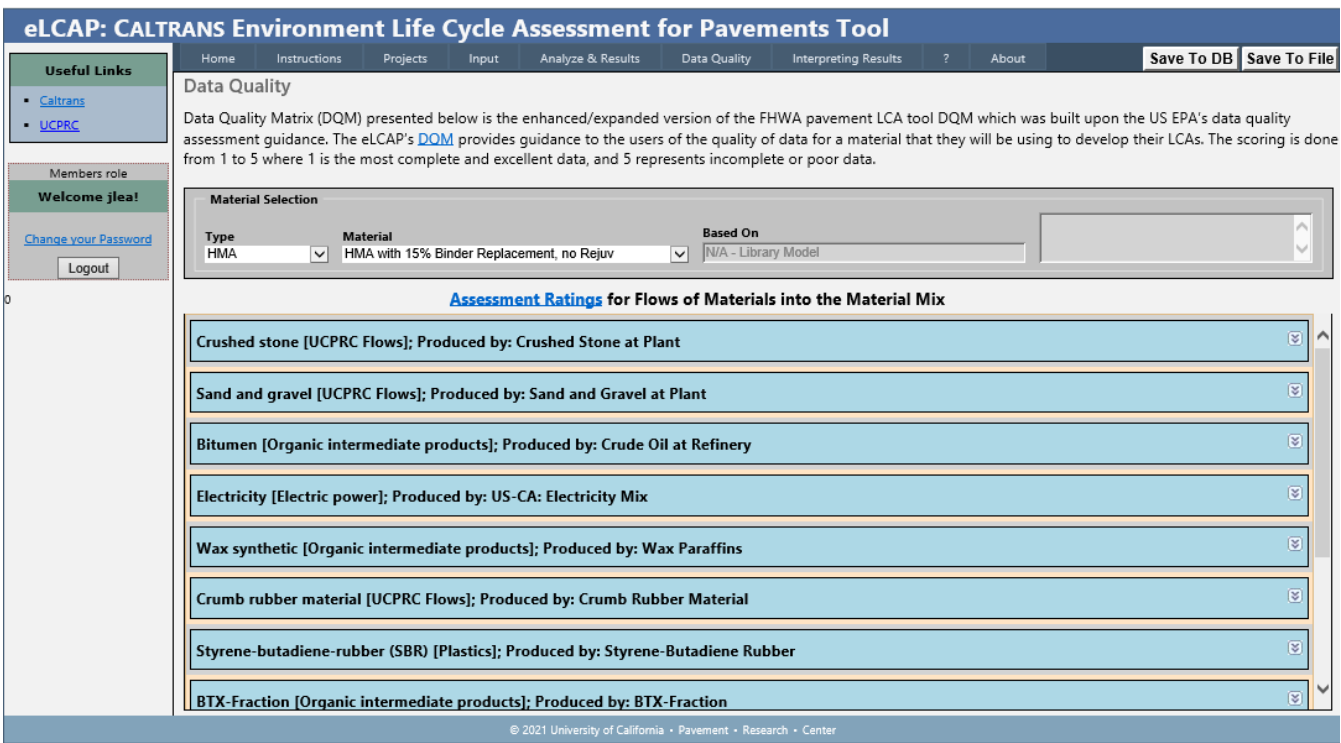 eLCAP: CALTRANS Environment Life Cycle Assessment for Pavements Tool
Useful Links
Caltrans
UCPRC
Members role
Welcome jlea!
Change your Password
Logout
0
Home Instructions Projects Input Analyze & Results Data Quality Interpreting Results ? About Save To DB Save To File
Data Quality
Data Quality Matrix (DQM) presented below is the enhanced/expanded version of the FHWA pavement LCA tool DQM which was built upon the US EPA's data quality
assessment guidance. The eLCAP's DQM provides guidance to the users of the quality of data for a material that they will be using to develop their LCAs. The scoring is done
from 1 to 5 where 1 is the most complete and excellent data, and 5 represents incomplete or poor data.
Material Selection
Type Material Based On
HMA HMA with 15% Binder Replacement, no Rejuv N/A - Library Model
Assessment Ratings for Flows of Materials into the Material Mix
Crushed stone [UCPRC Flows]; Produced by: Crushed Stone at Plant
Sand and gravel [UCPRC Flows]; Produced by: Sand and Gravel at Plant
Bitumen [Organic intermediate products]; Produced by: Crude Oil at Refinery
Electricity [Electric power]; Produced by: US-CA: Electricity Mix
Wax synthetic [Organic intermediate products]; Produced by: Wax Paraffins
Crumb rubber material [UCPRC Flows]; Produced by: Crumb Rubber Material
Styrene-butadiene-rubber (SBR) [Plastics]; Produced by: Styrene-Butadiene Rubber
BTX-Fraction [Organic intermediate products]; Produced by: BTX-Fraction
© 2021 University of California • Pavement • Research • Center